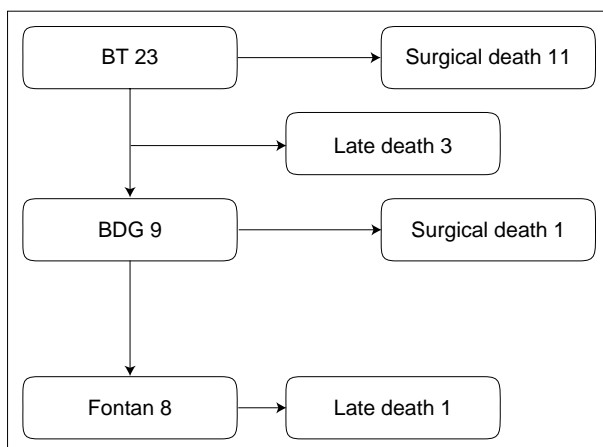 BT 23
Surgical death 11
Late death 3
BDG 9
Surgical death 1
Fontan 8
Late death 1